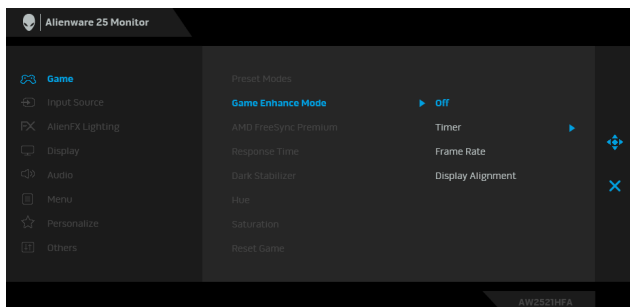 Alienware 25 Monitor
Game
Input Source
AlienFX Lighting
Display
Audio
Menu
Personalize
Others
Preset Modes
Game Enhance Mode
AMD FreeSync Premium
Response Time
Dark Stabilizer
Hue
Saturation
Reset Game
Off
Timer
Frame Rate
Display Alignment
AW2521HFA